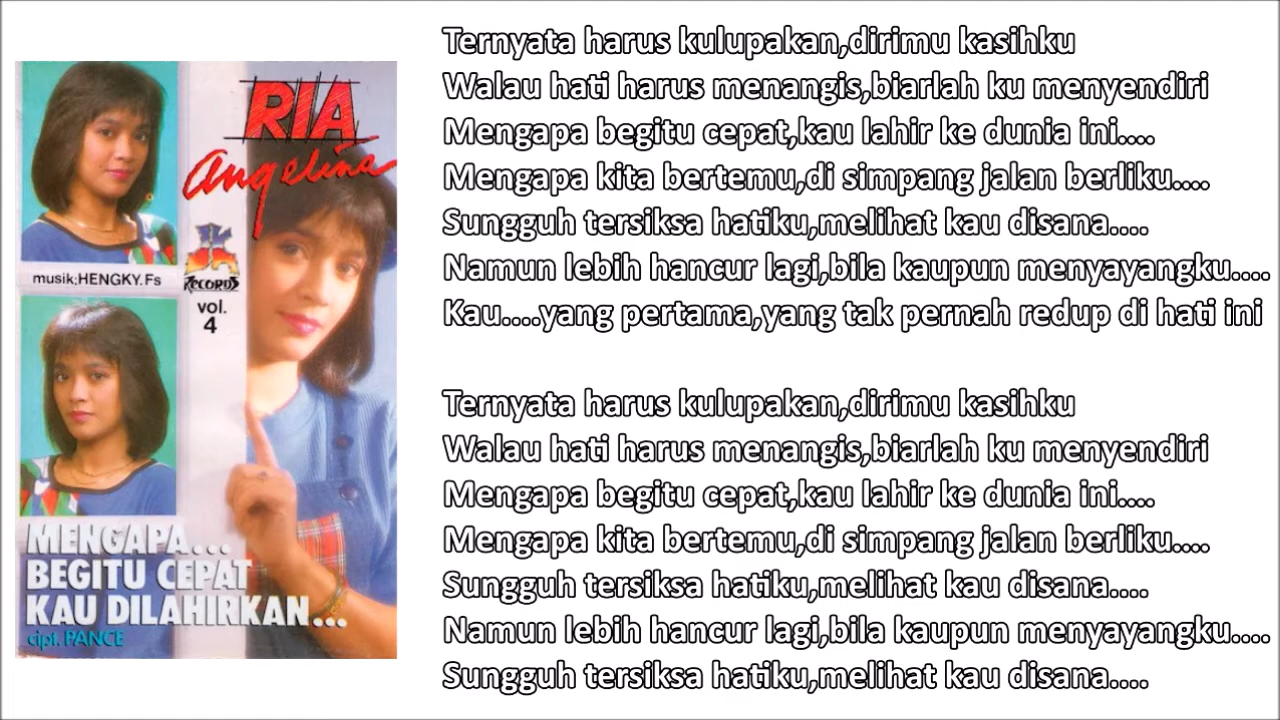 RIA
Angelina
JK
RECORDS
vol.
4
musik;HENGKY.Fs
MENGAPA...
BEGITU CEPAT
KAU DILAHIRKAN...
cipt. PANCE
Ternyata harus kulupakan,dirimu kasihku
Walau hati harus menangis,biarlah ku menyendiri
Mengapa begitu cepat,kau lahir ke dunia ini....
Mengapa kita bertemu,di simpang jalan berliku....
Sungguh tersiksa hatiku,melihat kau disana....
Namun lebih hancur lagi,bila kaupun menyayangku....
Kau....yang pertama,yang tak pernah redup di hati ini
Ternyata harus kulupakan,dirimu kasihku
Walau hati harus menangis,biarlah ku menyendiri
Mengapa begitu cepat,kau lahir ke dunia ini....
Mengapa kita bertemu,di simpang jalan berliku....
Sungguh tersiksa hatiku,melihat kau disana....
Namun lebih hancur lagi,bila kaupun menyayangku....
Sungguh tersiksa hatiku,melihat kau disana....